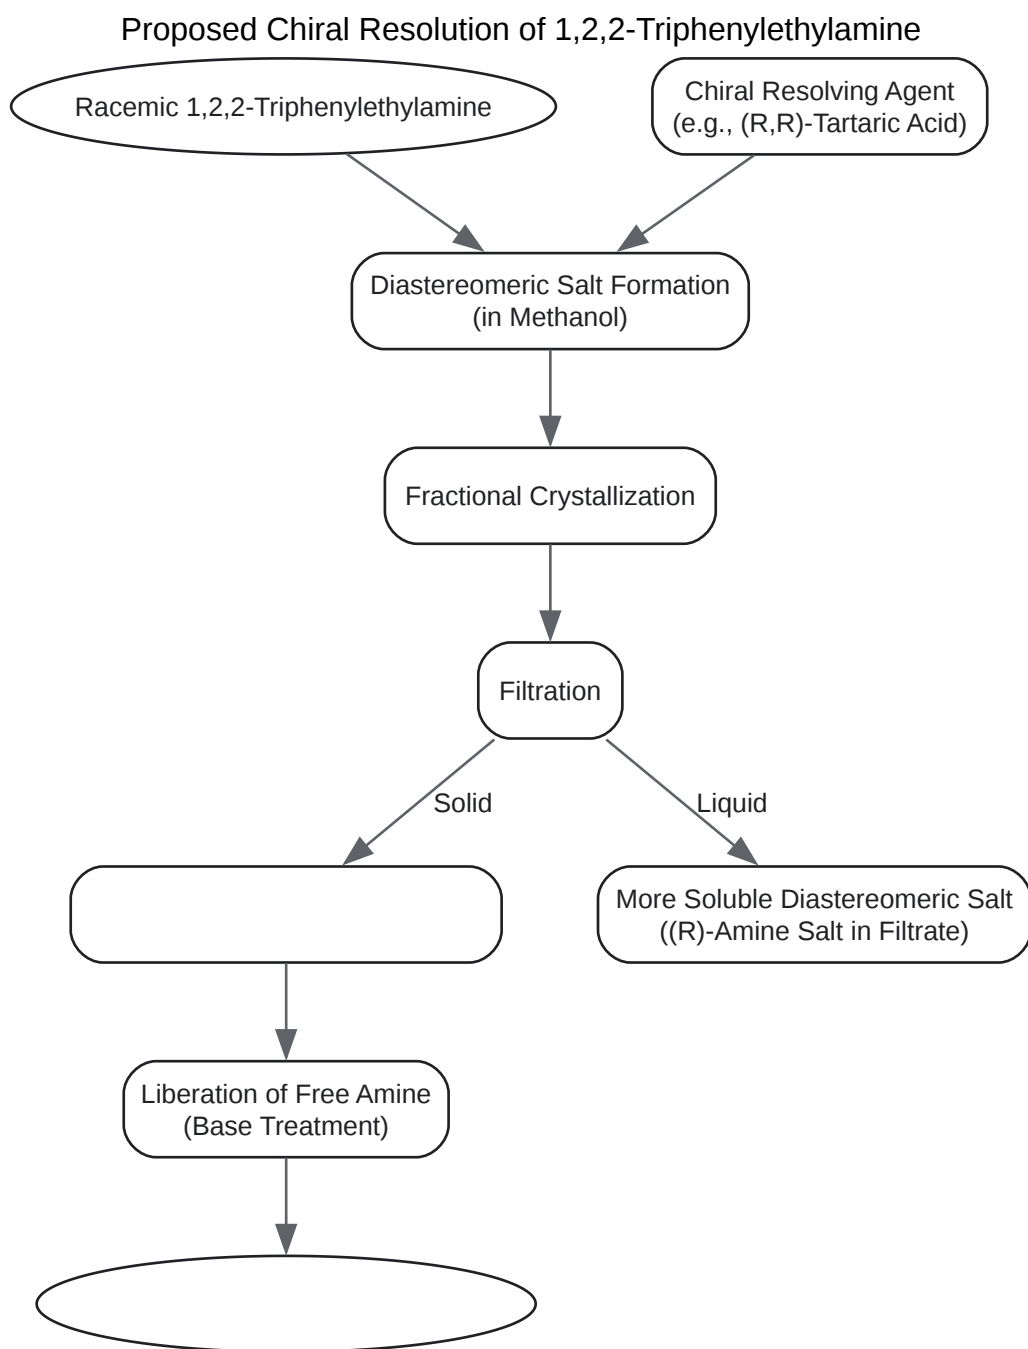 Proposed Chiral Resolution of 1,2,2-Triphenylethylamine
Racemic 1,2,2-Triphenylethylamine
Chiral Resolving Agent
(e.g., (R,R)-Tartaric Acid)
Diastereomeric Salt Formation
(in Methanol)
Fractional Crystallization
Filtration
Solid
Liquid
More Soluble Diastereomeric Salt
((R)-Amine Salt in Filtrate)
Liberation of Free Amine
(Base Treatment)